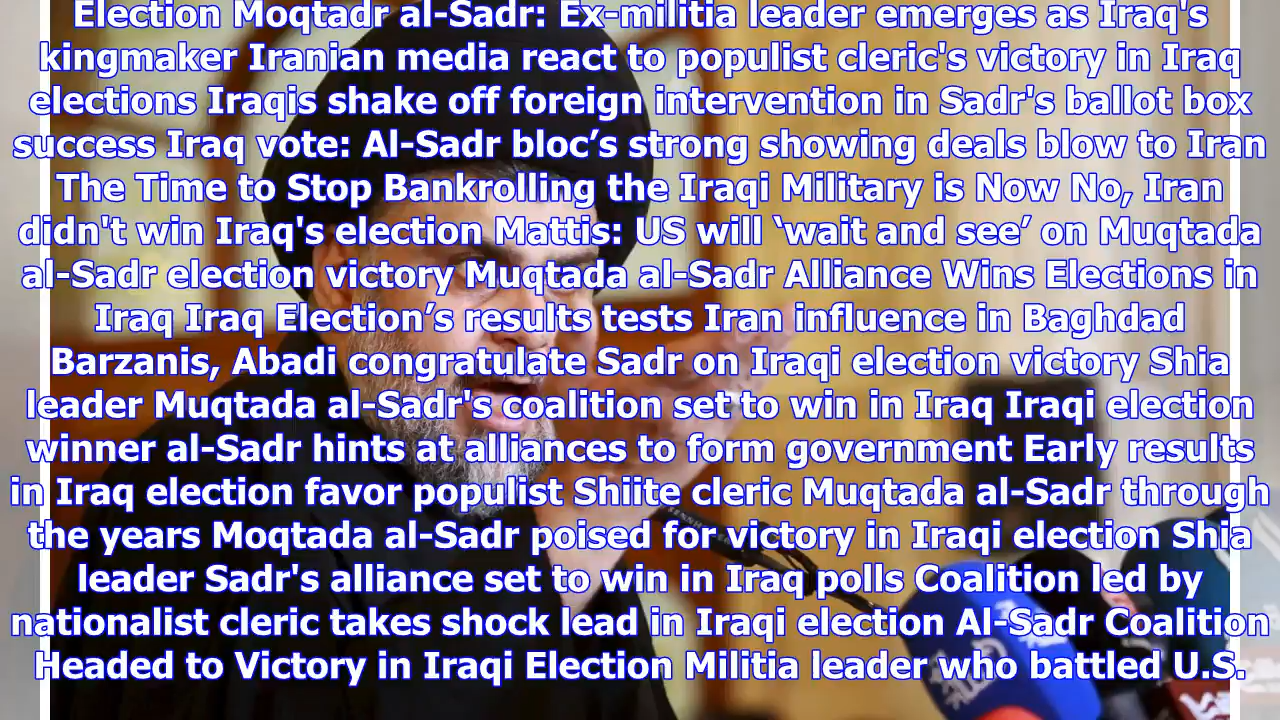 Election Moqtadr al-Sadr: Ex-militia leader emerges as Iraq's
kingmaker Iranian media react to populist cleric's victory in Iraq
elections Iraqis shake off foreign intervention in Sadr's ballot box
success Iraq vote: Al-Sadr bloc’s strong showing deals blow to Iran
The Time to Stop Bankrolling the Iraqi Military is Now No, Iran
didn't win Iraq's election Mattis: US will ‘wait and see’ on Muqtada
al-Sadr election victory Muqtada al-Sadr Alliance Wins Elections in
Iraq Iraq Election’s results tests Iran influence in Baghdad
Barzanis, Abadi congratulate Sadr on Iraqi election victory Shia
leader Muqtada al-Sadr's coalition set to win in Iraq Iraqi election
winner al-Sadr hints at alliances to form government Early results
in Iraq election favor populist Shiite cleric Muqtada al-Sadr through
the years Moqtada al-Sadr poised for victory in Iraqi election Shia
leader Sadr's alliance set to win in Iraq polls Coalition led by
nationalist cleric takes shock lead in Iraqi election Al-Sadr Coalition
Headed to Victory in Iraqi Election Militia leader who battled U.S.